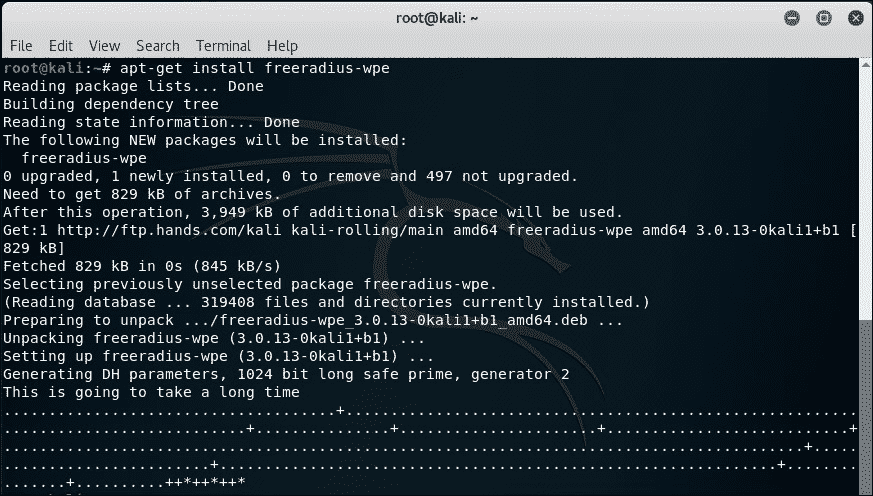 root@kali: ~
File Edit View Search Terminal Help
root@kali:~# apt-get install freeradius-wpe
Reading package lists... Done
Building dependency tree
Reading state information... Done
The following NEW packages will be installed:
  freeradius-wpe
0 upgraded, 1 newly installed, 0 to remove and 497 not upgraded.
Need to get 829 kB of archives.
After this operation, 3,949 kB of additional disk space will be used.
Get:1 http://ftp.hands.com/kali kali-rolling/main amd64 freeradius-wpe amd64 3.0.13-0kali1+b1 [
829 kB]
Fetched 829 kB in 0s (845 kB/s)
Selecting previously unselected package freeradius-wpe.
(Reading database ... 319408 files and directories currently installed.)
Preparing to unpack .../freeradius-wpe_3.0.13-0kali1+b1_amd64.deb ...
Unpacking freeradius-wpe (3.0.13-0kali1+b1) ...
Setting up freeradius-wpe (3.0.13-0kali1+b1) ...
Generating DH parameters, 1024 bit long safe prime, generator 2
This is going to take a long time
.....................................+.........................................................
...........................+...............+......................+...........................+
.........................................................................................+.....
.......................+..............................................................+........
.......+..........++*++*++*